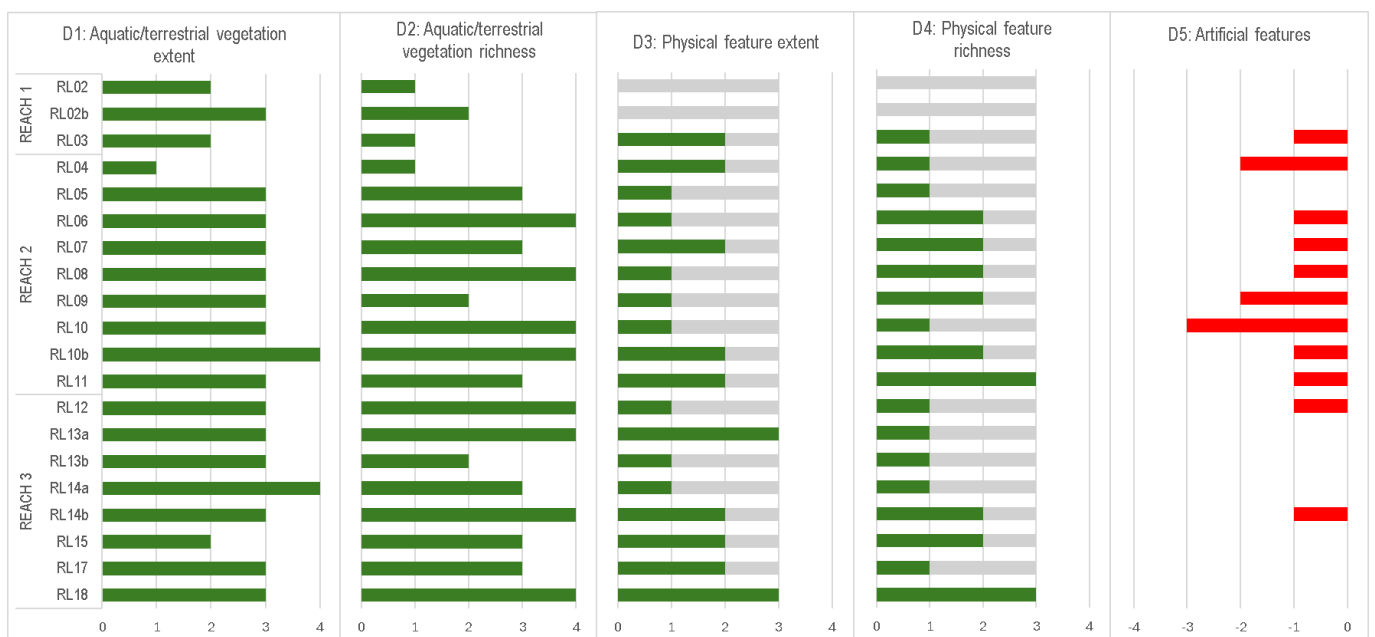 D1: Aquatic/terrestrial vegetation
extent
D2: Aquatic/terrestrial
vegetation richness
D3: Physical feature extent
D4: Physical feature
richness
D5: Artificial features
REACH 1
RL02
RL02b
RL03
REACH 2
RL04
RL05
RL06
RL07
RL08
RL09
RL10
RL10b
RL11
REACH 3
RL12
RL13a
RL13b
RL14a
RL14b
RL15
RL17
RL18
0 1 2 3 4
0 1 2 3 4
0 1 2 3 4
0 1 2 3 4
-4 -3 -2 -1 0